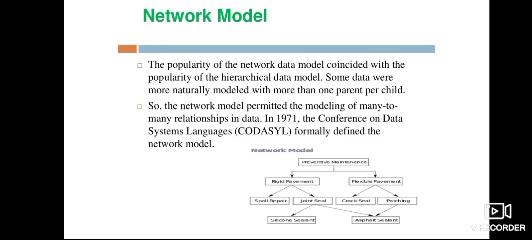 Network Model
The popularity of the network data model coincided with the
popularity of the hierarchical data model. Some data were
more naturally modeled with more than one parent per child.
So, the network model permitted the modeling of many-to-
many relationships in data. In 1971, the Conference on Data
Systems Languages (CODASYL) formally defined the
network model.
Network Model
Preventive Maintenance
Rigid Pavement Flexible Pavement
Spall Repair Joint Seal Crack Seal Patching
Silicone Sealant Asphalt Sealant
V RECORDER